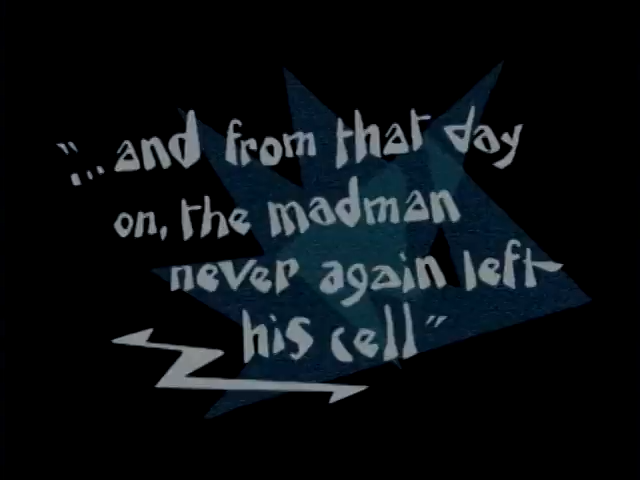 "...and from that day
on, the madman
never again left
his cell"